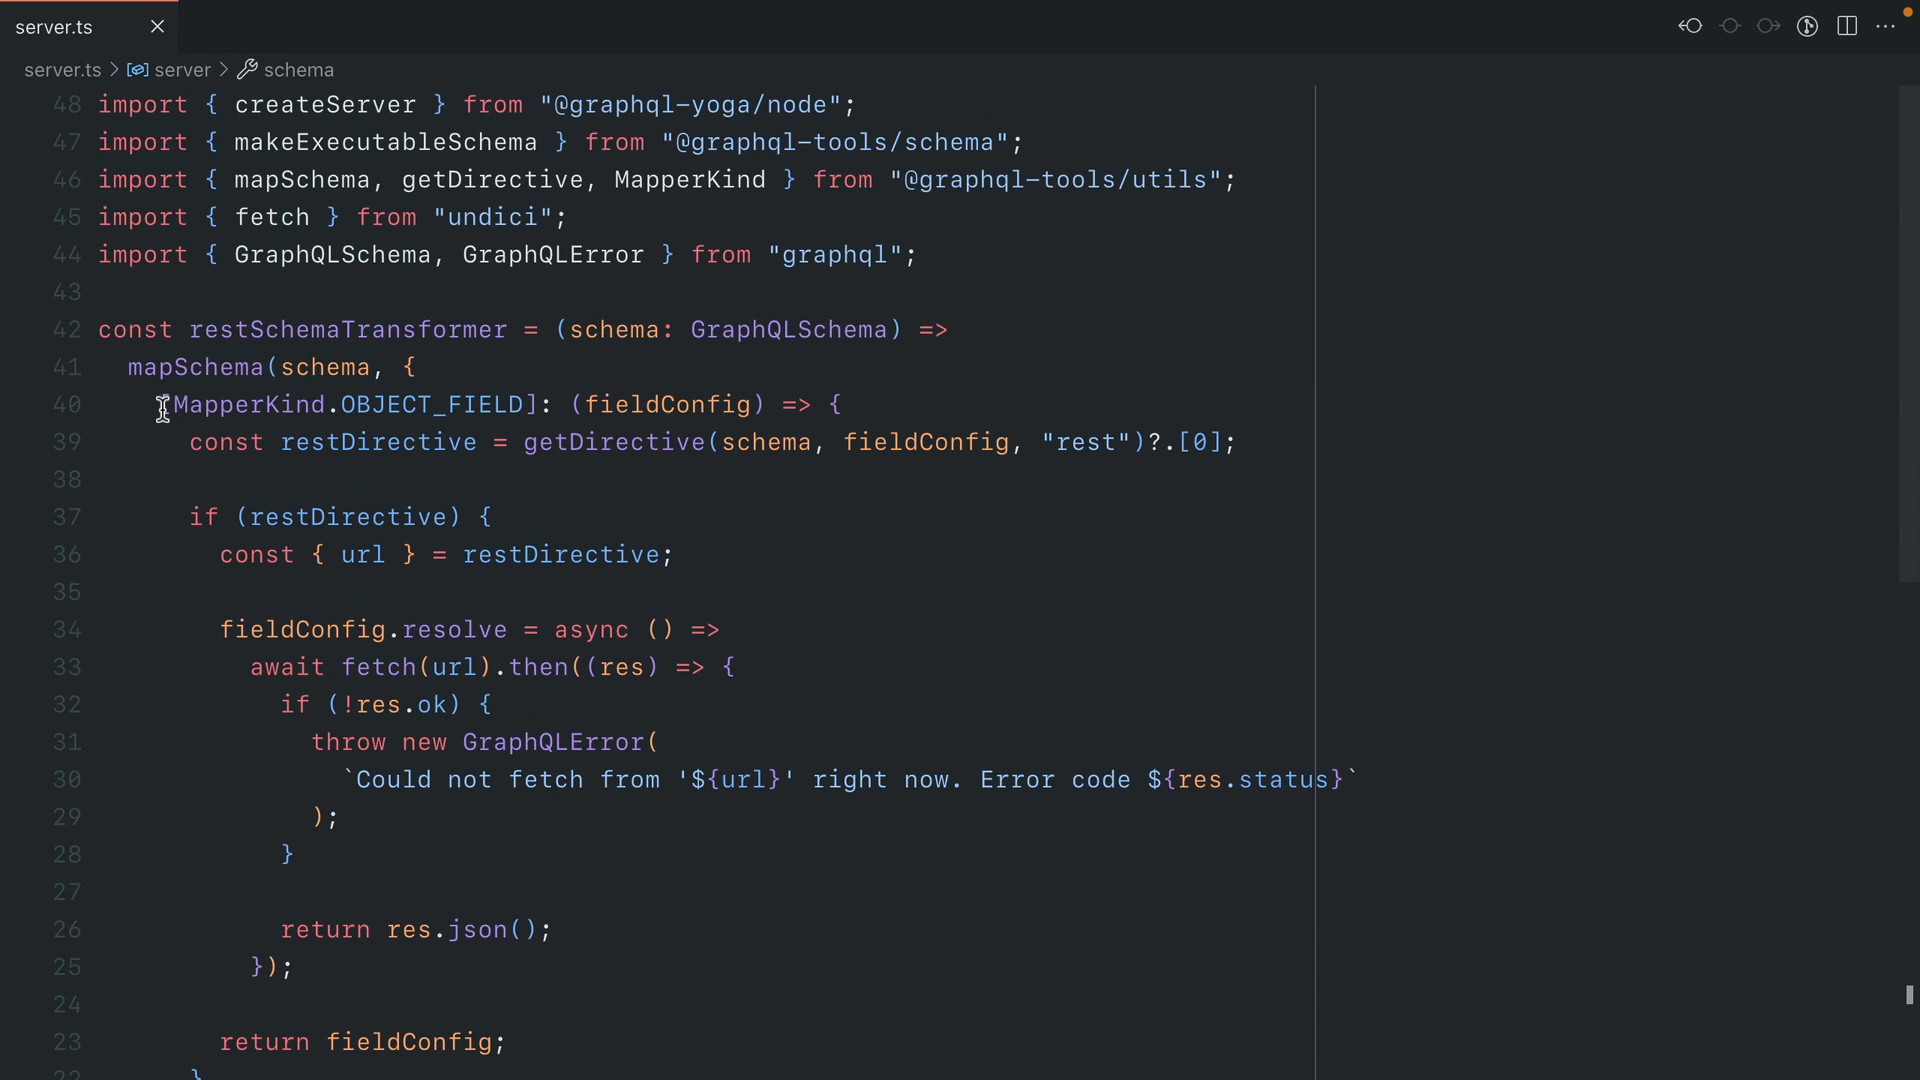 server.ts
server.ts > server > schema
48 import { createServer } from "@graphql-yoga/node";
47 import { makeExecutableSchema } from "@graphql-tools/schema";
46 import { mapSchema, getDirective, MapperKind } from "@graphql-tools/utils";
45 import { fetch } from "undici";
44 import { GraphQLSchema, GraphQLError } from "graphql";
43
42 const restSchemaTransformer = (schema: GraphQLSchema) =>
41   mapSchema(schema, {
40     [MapperKind.OBJECT_FIELD]: (fieldConfig) => {
39       const restDirective = getDirective(schema, fieldConfig, "rest")?.[0];
38
37       if (restDirective) {
36         const { url } = restDirective;
35
34         fieldConfig.resolve = async () =>
33           await fetch(url).then((res) => {
32             if (!res.ok) {
31               throw new GraphQLError(
30                 `Could not fetch from '${url}' right now. Error code ${res.status}`
29               );
28             }
27
26             return res.json();
25           });
24
23         return fieldConfig;
22       }